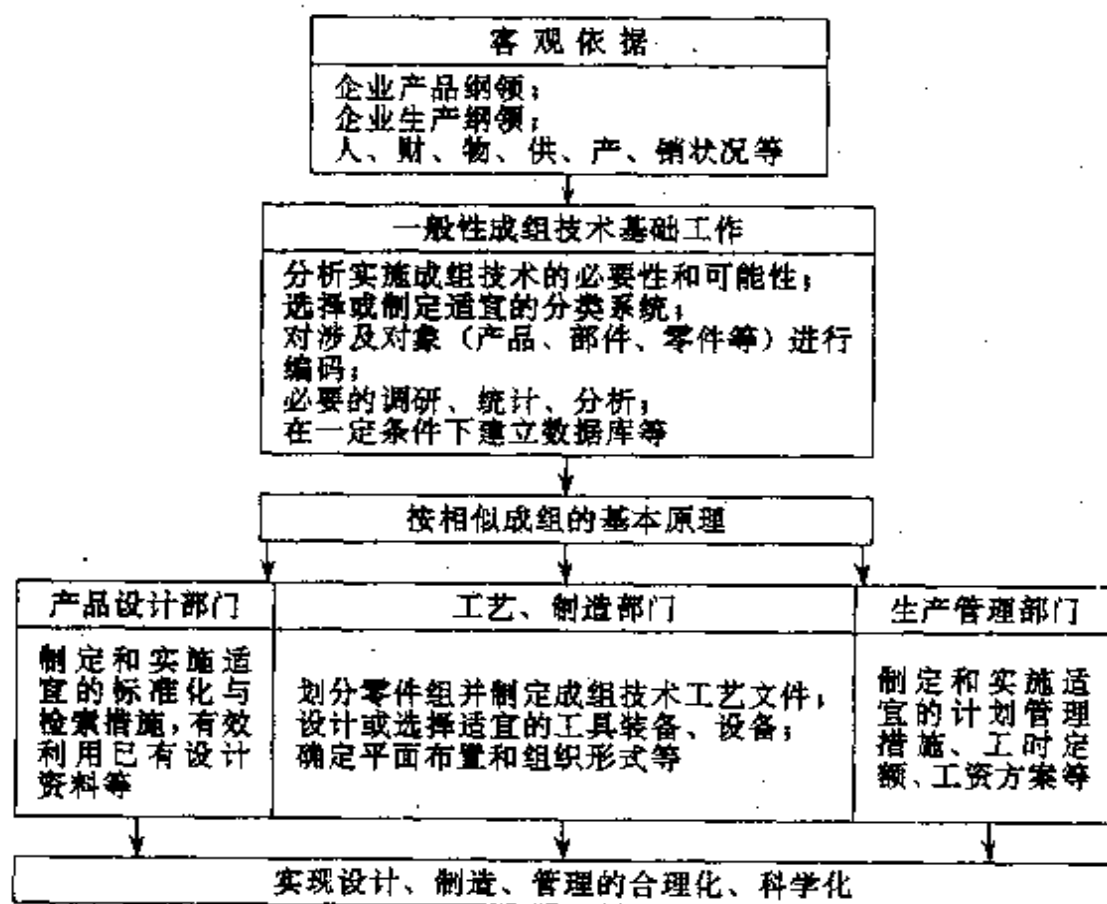 客观依据
企业产品纲领；
企业生产纲领；
人、财、物、供、产、销状况等
一般性成组技术基础工作
分析实施成组技术的必要性和可能性；
选择或制定适宜的分类系统；
对涉及对象（产品、部件、零件等）进行
编码；
必要的调研、统计、分析；
在一定条件下建立数据库等
按相似成组的基本原理
产品设计部门
制定和实施适
宜的标准化与
检索措施，有效
利用已有设计
资料等
工艺、制造部门
划分零件组并制定成组技术工艺文件；
设计或选择适宜的工具装备、设备；
确定平面布置和组织形式等
生产管理部门
制定和实施适
宜的计划管理
措施、工时定
额、工资方案等
实现设计、制造、管理的合理化、科学化